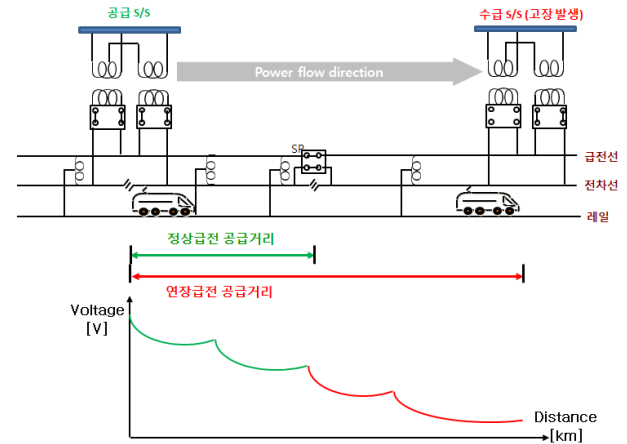 공급 S/S
수급 S/S (고장 발생)
Power flow direction
SP
급전선
전차선
레일
정상급전 공급거리
연장급전 공급거리
Voltage
[V]
Distance
[km]